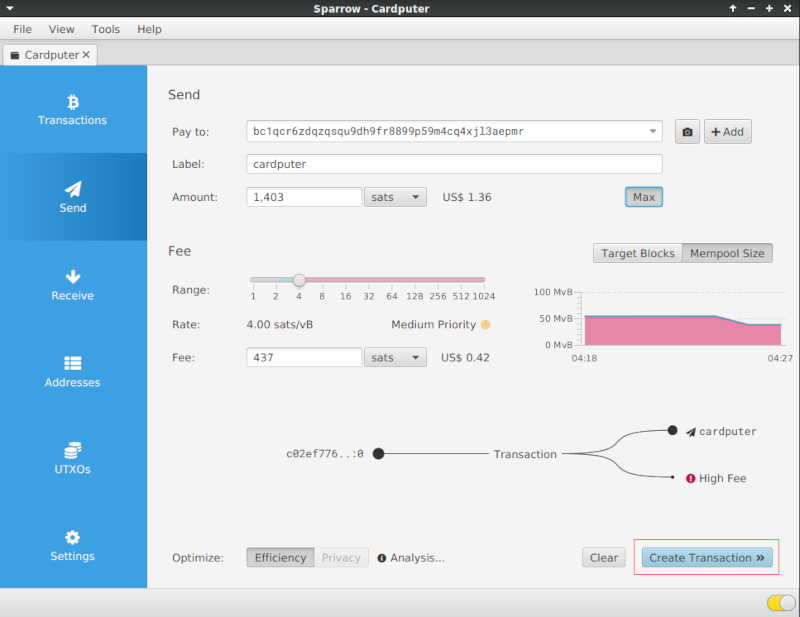 Sparrow - Cardputer
File View Tools Help
Cardputer
Transactions
Send
Receive
Addresses
UTXOs
Settings
Send
Pay to: bc1qcr6zdqzqsqu9dh9fr8899p59m4cq4xjl3aepmr + Add
Label: cardputer
Amount: 1,403 sats US$ 1.36 Max
Fee Target Blocks Mempool Size
Range: 1 2 4 8 16 32 64 128 256 512 1024
Rate: 4.00 sats/vB Medium Priority
Fee: 437 sats US$ 0.42
100 MvB
50 MvB
0 MvB
04:18 04:27
c02ef776..:0 Transaction cardputer
High Fee
Optimize: Efficiency Privacy Analysis... Clear Create Transaction »